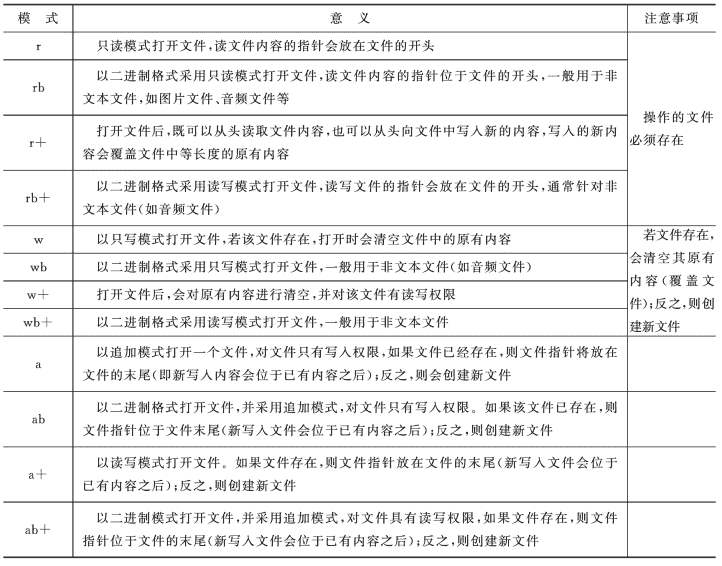 模 式 意 义 注意事项
r 只读模式打开文件,读文件内容的指针会放在文件的开头
rb 以二进制格式采用只读模式打开文件,读文件内容的指针位于文件的开头,一般用于非
文本文件,如图片文件、音频文件等
r+ 打开文件后,既可以从头读取文件内容,也可以从头向文件中写入新的内容,写入的新内
容会覆盖文件中等长度的原有内容
rb+ 以二进制格式采用读写模式打开文件,读写文件的指针会放在文件的开头,通常针对非
文本文件(如音频文件)
操作的文件
必须存在
w 以只写模式打开文件,若该文件存在,打开时会清空文件中的原有内容
wb 以二进制格式采用只写模式打开文件,一般用于非文本文件(如音频文件)
w+ 打开文件后,会对原有内容进行清空,并对该文件有读写权限
wb+ 以二进制格式采用读写模式打开文件,一般用于非文本文件
若文件存在,
会清空其原有
内容(覆盖文
件);反之,则创
建新文件
a 以追加模式打开一个文件,对文件只有写入权限,如果文件已经存在,则文件指针将放在
文件的末尾(即新写入内容会位于已有内容之后);反之,则会创建新文件
ab 以二进制格式打开文件,并采用追加模式,对文件只有写入权限。如果该文件已存在,则
文件指针位于文件末尾(新写入文件会位于已有内容之后);反之,则创建新文件
a+ 以读写模式打开文件。如果文件存在,则文件指针放在文件的末尾(新写入文件会位于
已有内容之后);反之,则创建新文件
ab+ 以二进制模式打开文件,并采用追加模式,对文件具有读写权限,如果文件存在,则文件
指针位于文件的末尾(新写入文件会位于已有内容之后);反之,则创建新文件